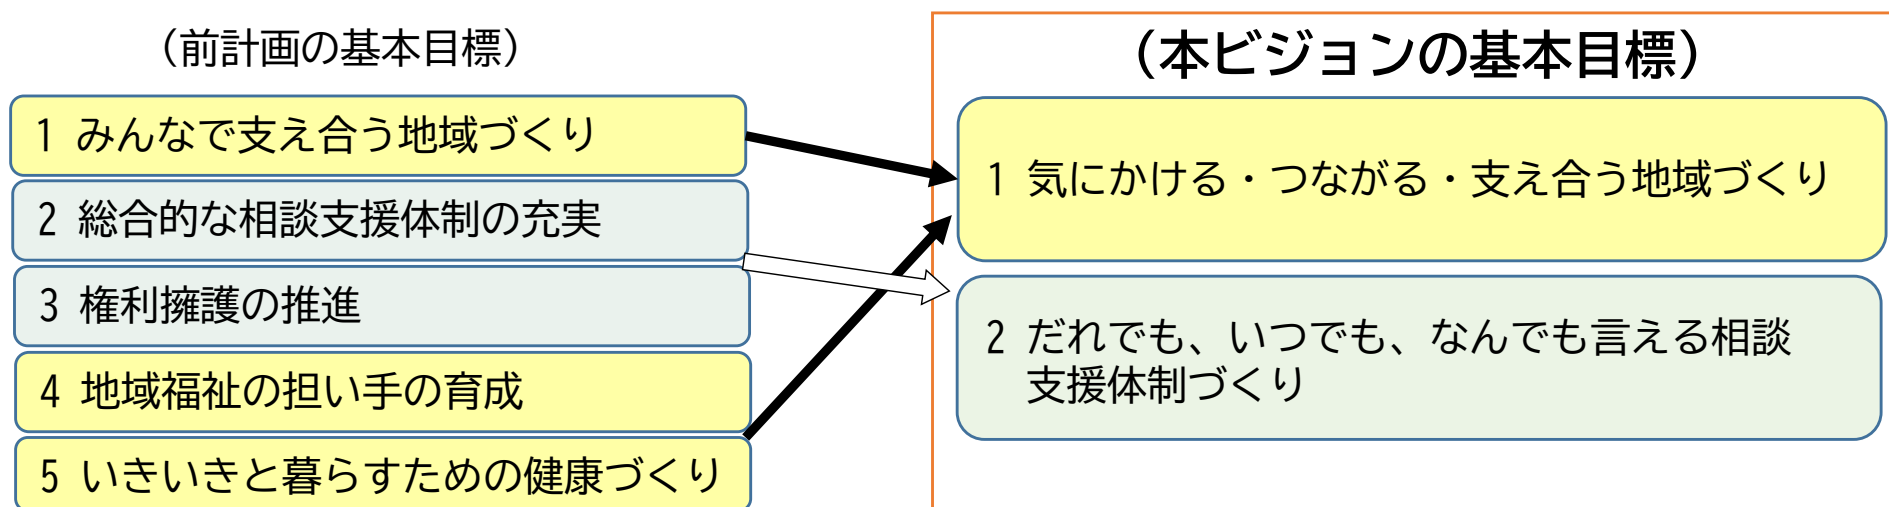 （前計画の基本目標）
1 みんなで支え合う地域づくり
2 総合的な相談支援体制の充実
3 権利擁護の推進
4 地域福祉の担い手の育成
5 いきいきと暮らすための健康づくり
（本ビジョンの基本目標）
1 気にかける・つながる・支え合う地域づくり
2 だれでも、いつでも、なんでも言える相談
支援体制づくり